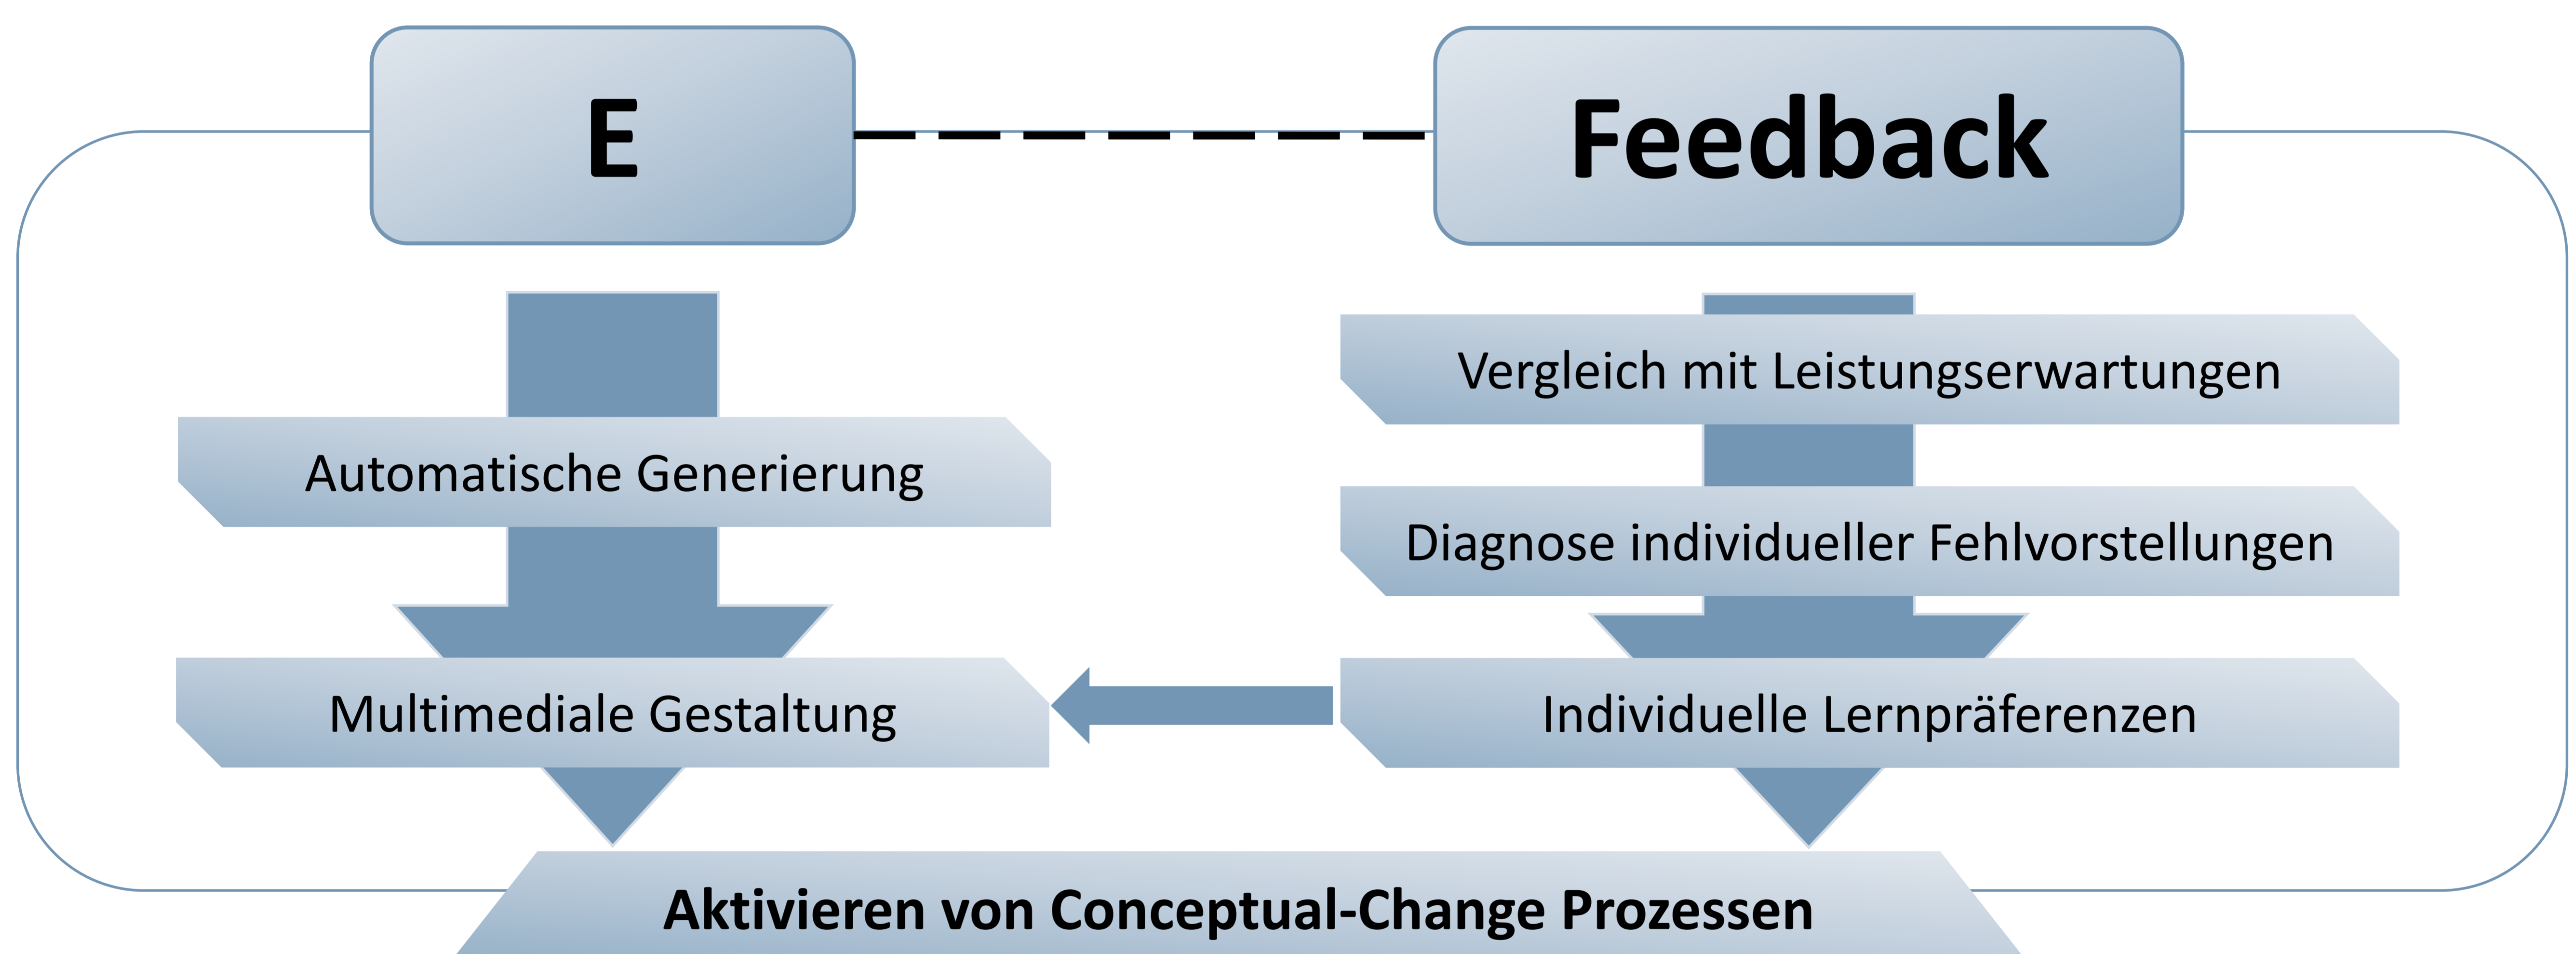 E
Feedback
Automatische Generierung
Multimediale Gestaltung
Vergleich mit Leistungserwartungen
Diagnose individueller Fehlvorstellungen
Individuelle Lernpräferenzen
Aktivieren von Conceptual-Change Prozessen